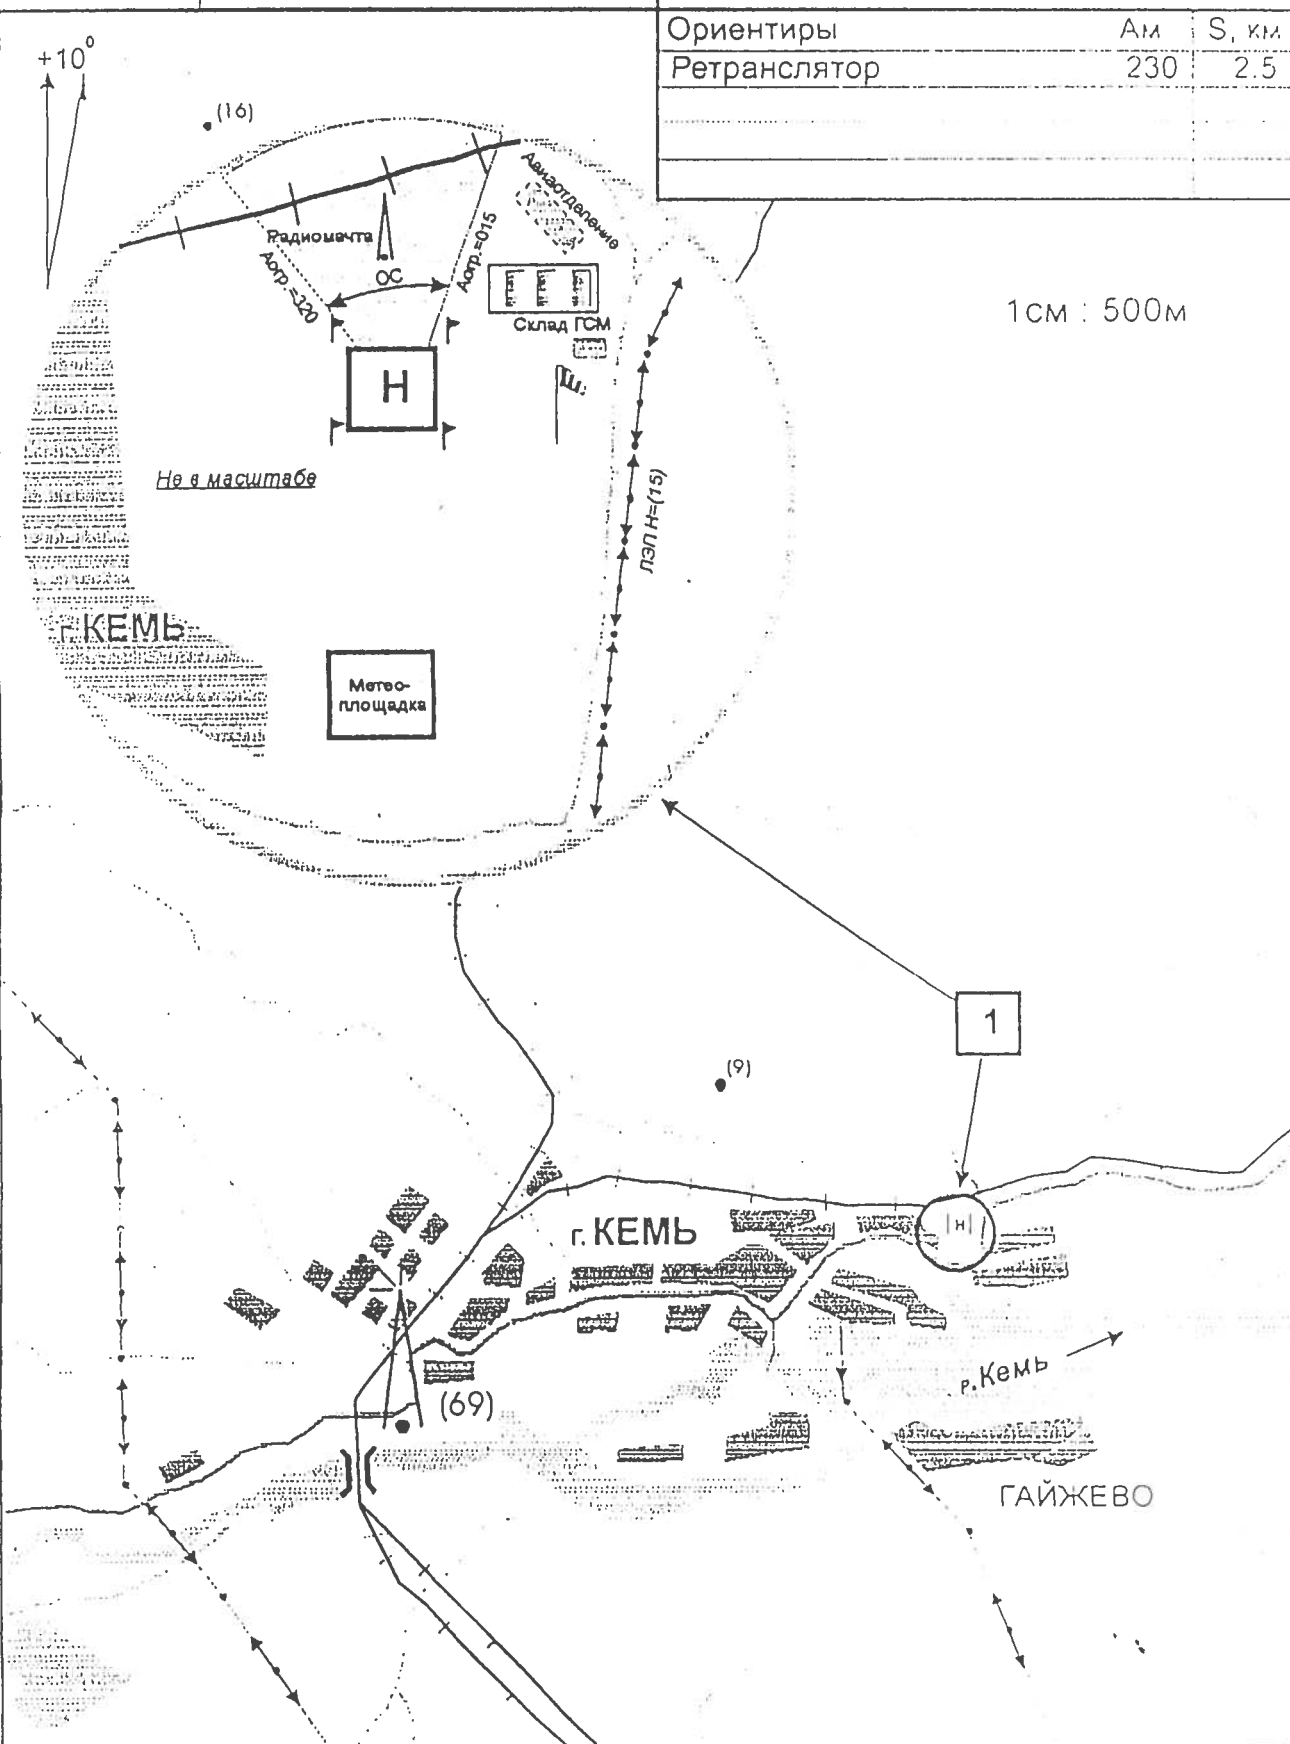 Ориентиры Ам S, км
Ретранслятор 230 2.5
+10°
(16)
Авиаотделение
Радиомачта
Аогр.=320
ОС
Аогр.=015
Склад ГСМ
1см : 500м
Н
Ш
Не в масштабе
ЛЭП Н=(15)
г. КЕМЬ
Метео-
площадка
1
(9)
г. КЕМЬ
Н
р.Кемь
(69)
ГАЙЖЕВО